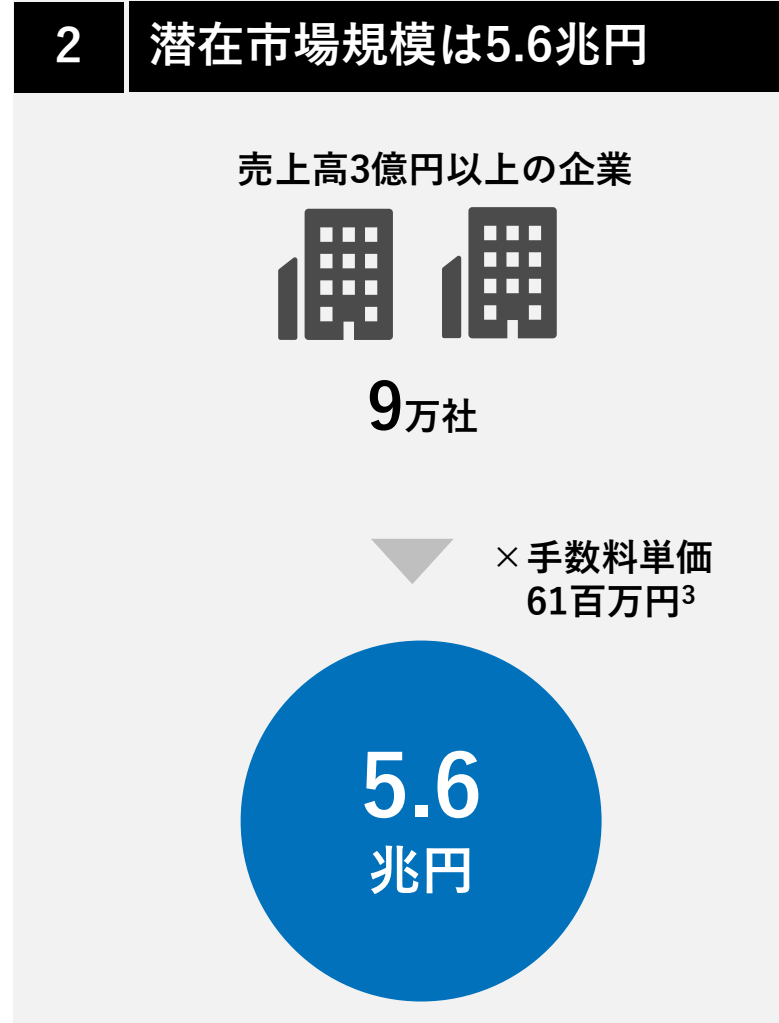 2
潜在市場規模は5.6兆円
売上高3億円以上の企業
9万社
×手数料単価
61百万円³
5.6
兆円